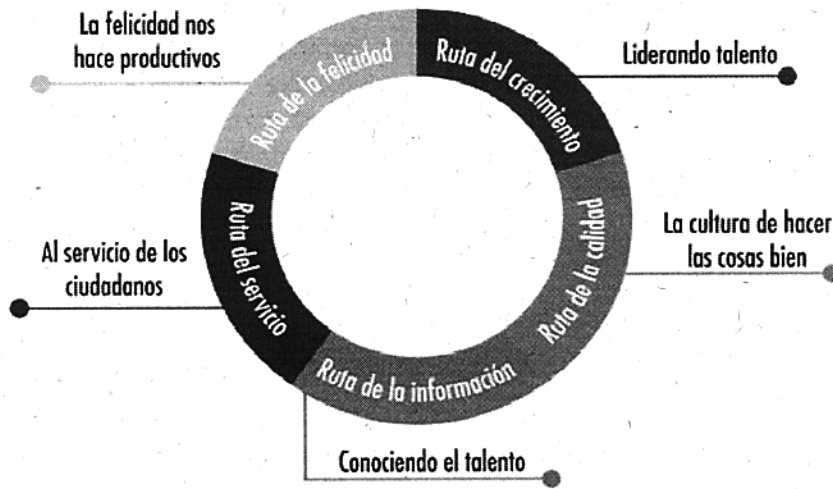 La felicidad nos
hace productivos
Ruta de la felicidad
Ruta del crecimiento
Liderando talento
Ruta de la calidad
La cultura de hacer
las cosas bien
Ruta del servicio
Al servicio de los
ciudadanos
Ruta de la información
Conociendo el talento